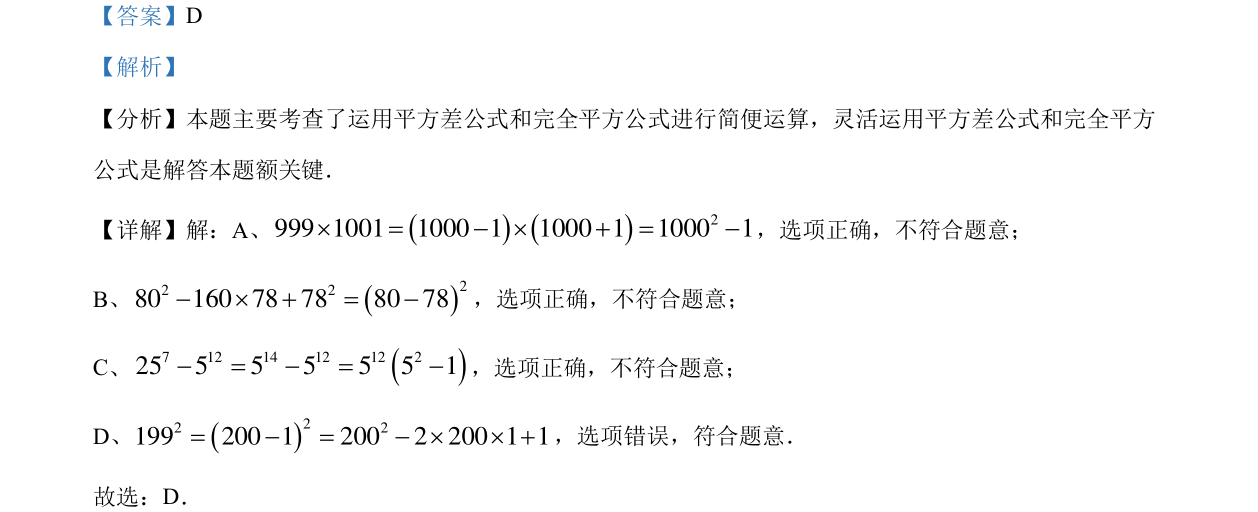 【答案】D
【解析】
【分析】本题主要考查了运用平方差公式和完全平方公式进行简便运算，灵活运用平方差公式和完全平方
公式是解答本题额关键．
【详解】解：A、999×1001=(1000−1)×(1000+1)=1000²−1，选项正确，不符合题意；
B、80²−160×78+78²=(80−78)²，选项正确，不符合题意；
C、25⁷−5¹²=5¹⁴−5¹²=5¹²(5²−1)，选项正确，不符合题意；
D、199²=(200−1)²=200²−2×200×1+1，选项错误，符合题意．
故选：D．